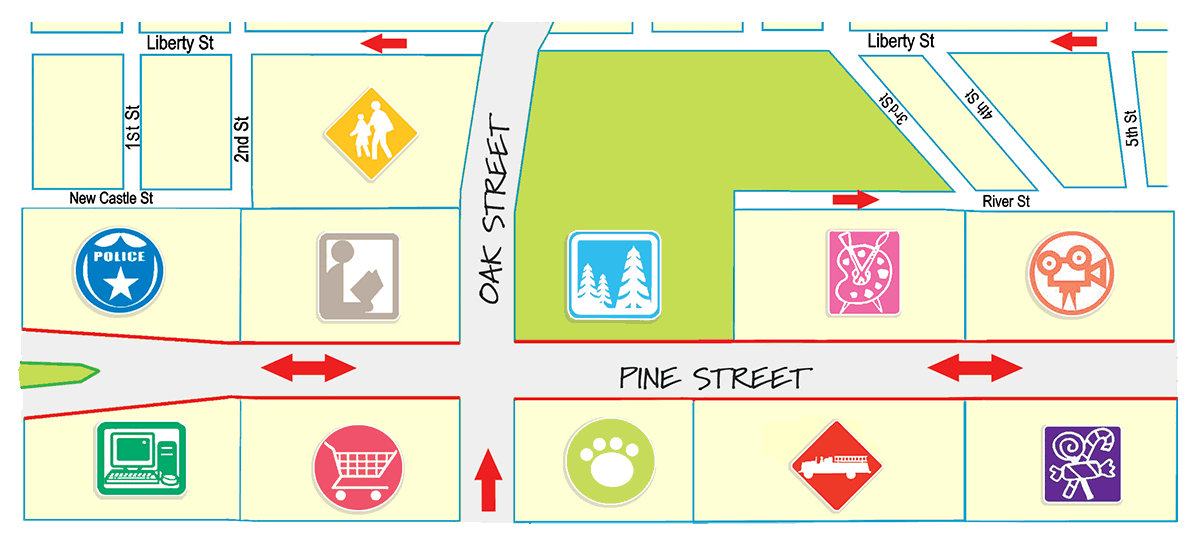 Liberty St
Liberty St
1st St
2nd St
OAK STREET
3rd St
4th St
5th St
New Castle St
River St
POLICE
PINE STREET